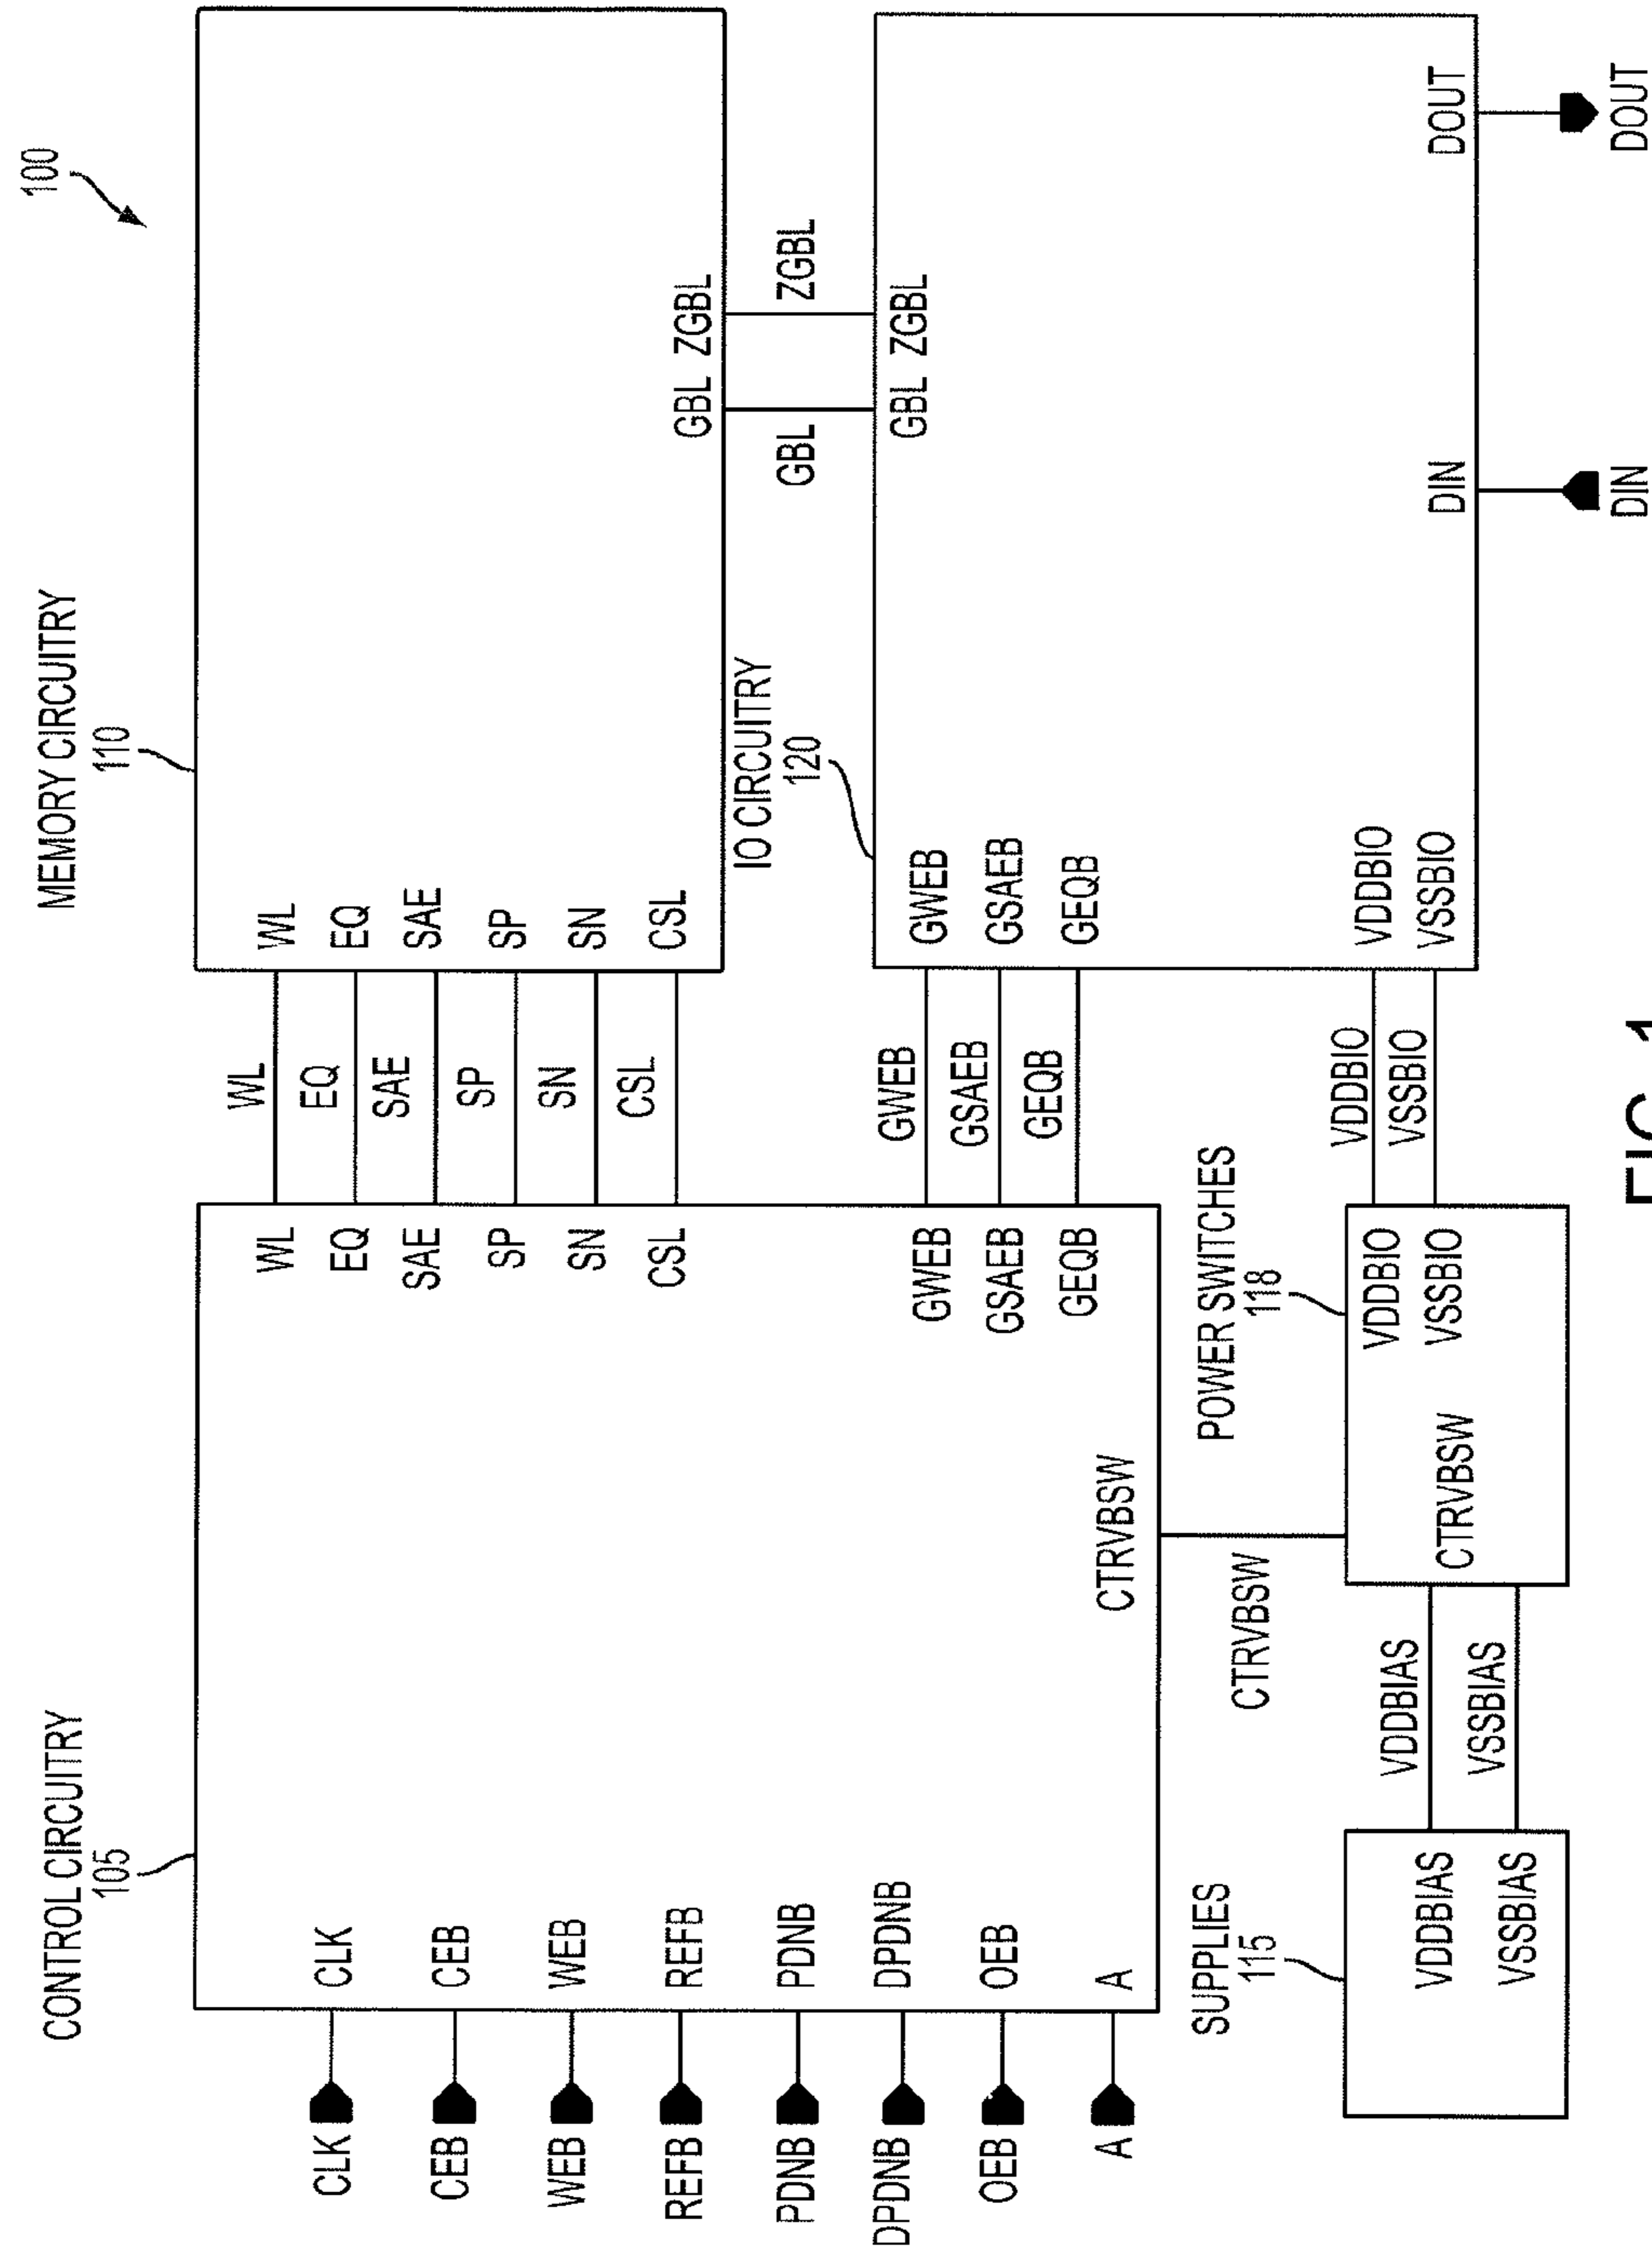 100
CONTROL CIRCUITRY
105
MEMORY CIRCUITRY
110
CLK
CEB
WEB
REFB
PDNB
DPDNB
OEB
A
CLK
CEB
WEB
REFB
PDNB
DPDNB
OEB
A
WL
EQ
SAE
SP
SN
CSL
GWEB
GSAEB
GEQB
CTRVBSW
WL
EQ
SAE
SP
SN
CSL
WL
EQ
SAE
SP
SN
CSL
GBL ZGBL
GBL
ZGBL
IO CIRCUITRY
120
GWEB
GSAEB
GEQB
GWEB
GSAEB
GEQB
GBL ZGBL
VDDBIO
VSSBIO
DIN
DOUT
DIN
DOUT
SUPPLIES
115
VDDBIAS
VSSBIAS
VDDBIAS
VSSBIAS
CTRVBSW
POWER SWITCHES
118
CTRVBSW
VDDBIO
VSSBIO
VDDBIO
VSSBIO